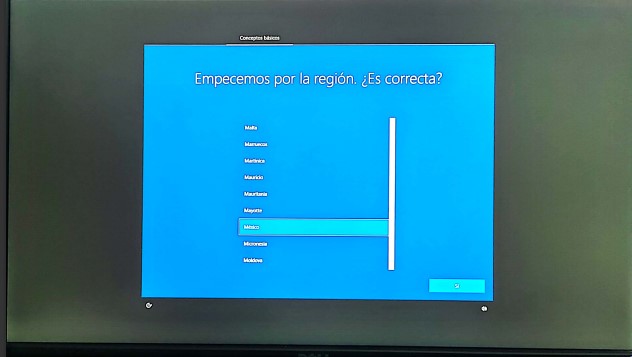 Conceptos básicos
Empecemos por la región. ¿Es correcta?
Malta
Marruecos
Martinica
Mauricio
Mauritania
Mayotte
México
Micronesia
Moldova
Sí